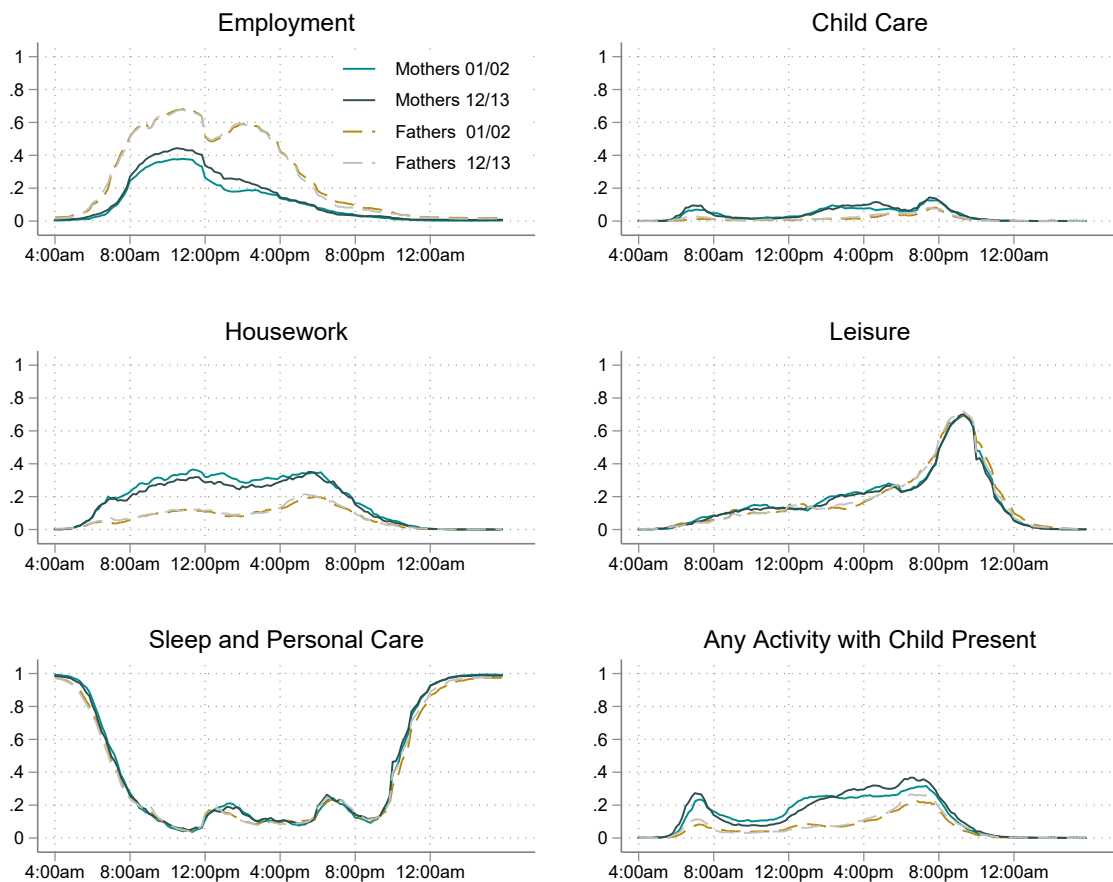 Employment
1
.8
.6
.4
.2
0
4:00am 8:00am 12:00pm 4:00pm 8:00pm 12:00am
Mothers 01/02
Mothers 12/13
Fathers 01/02
Fathers 12/13
Child Care
1
.8
.6
.4
.2
0
4:00am 8:00am 12:00pm 4:00pm 8:00pm 12:00am
Housework
1
.8
.6
.4
.2
0
4:00am 8:00am 12:00pm 4:00pm 8:00pm 12:00am
Leisure
1
.8
.6
.4
.2
0
4:00am 8:00am 12:00pm 4:00pm 8:00pm 12:00am
Sleep and Personal Care
1
.8
.6
.4
.2
0
4:00am 8:00am 12:00pm 4:00pm 8:00pm 12:00am
Any Activity with Child Present
1
.8
.6
.4
.2
0
4:00am 8:00am 12:00pm 4:00pm 8:00pm 12:00am